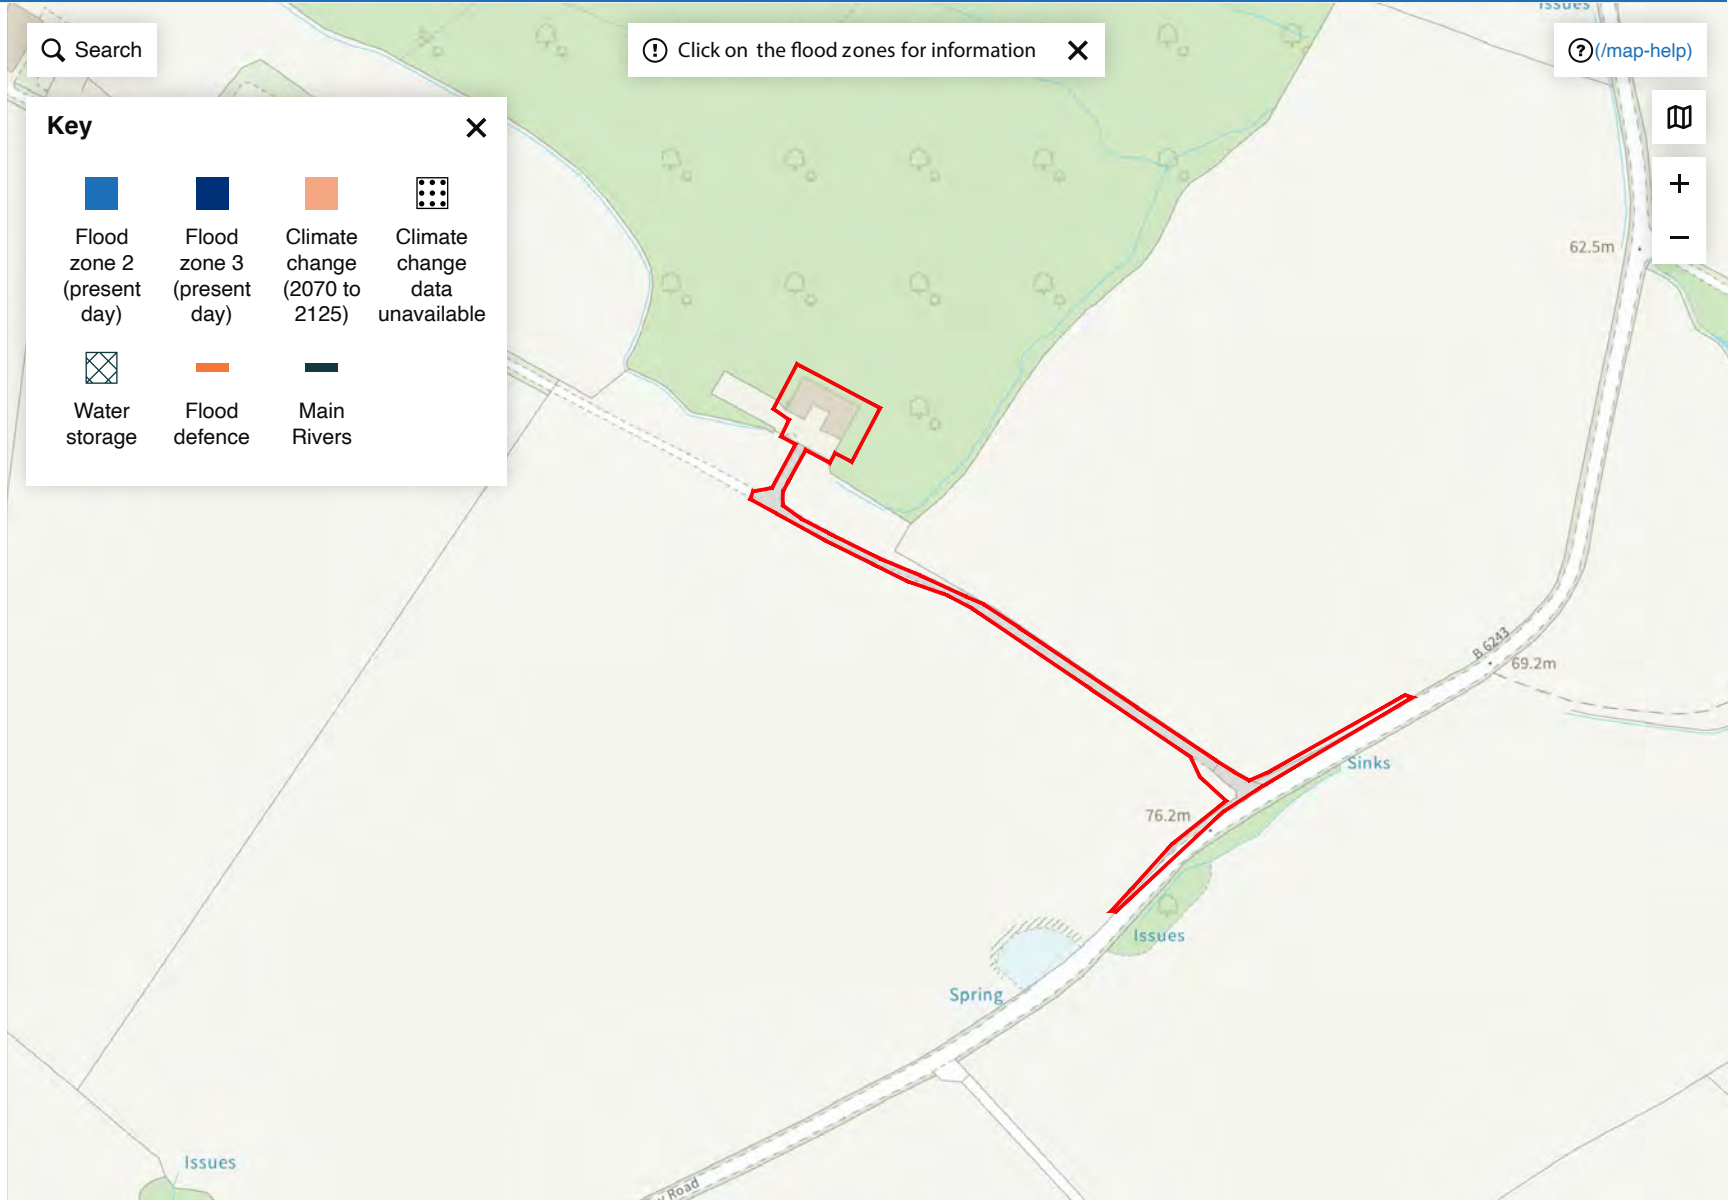 Issues
Search
Click on the flood zones for information
(/map-help)
Key
Flood zone 2 (present day)
Flood zone 3 (present day)
Climate change (2070 to 2125)
Climate change data unavailable
Water storage
Flood defence
Main Rivers
62.5m
B 6243
69.2m
Sinks
76.2m
Issues
Spring
Issues
Road